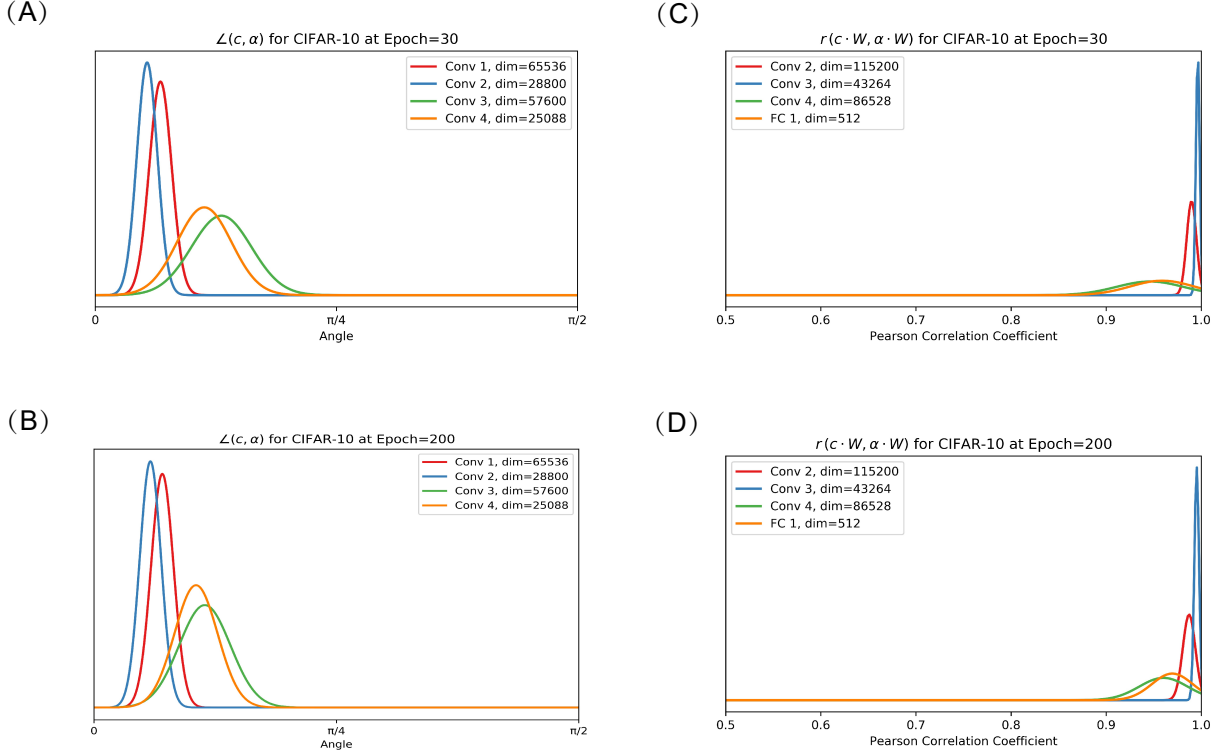 (A)
∠(c, α) for CIFAR-10 at Epoch=30
Conv 1, dim=65536
Conv 2, dim=28800
Conv 3, dim=57600
Conv 4, dim=25088
0
π/4
π/2
Angle
(C)
r(c · W, α · W) for CIFAR-10 at Epoch=30
Conv 2, dim=115200
Conv 3, dim=43264
Conv 4, dim=86528
FC 1, dim=512
0.5
0.6
0.7
0.8
0.9
1.0
Pearson Correlation Coefficient
(B)
∠(c, α) for CIFAR-10 at Epoch=200
Conv 1, dim=65536
Conv 2, dim=28800
Conv 3, dim=57600
Conv 4, dim=25088
0
π/4
π/2
Angle
(D)
r(c · W, α · W) for CIFAR-10 at Epoch=200
Conv 2, dim=115200
Conv 3, dim=43264
Conv 4, dim=86528
FC 1, dim=512
0.5
0.6
0.7
0.8
0.9
1.0
Pearson Correlation Coefficient